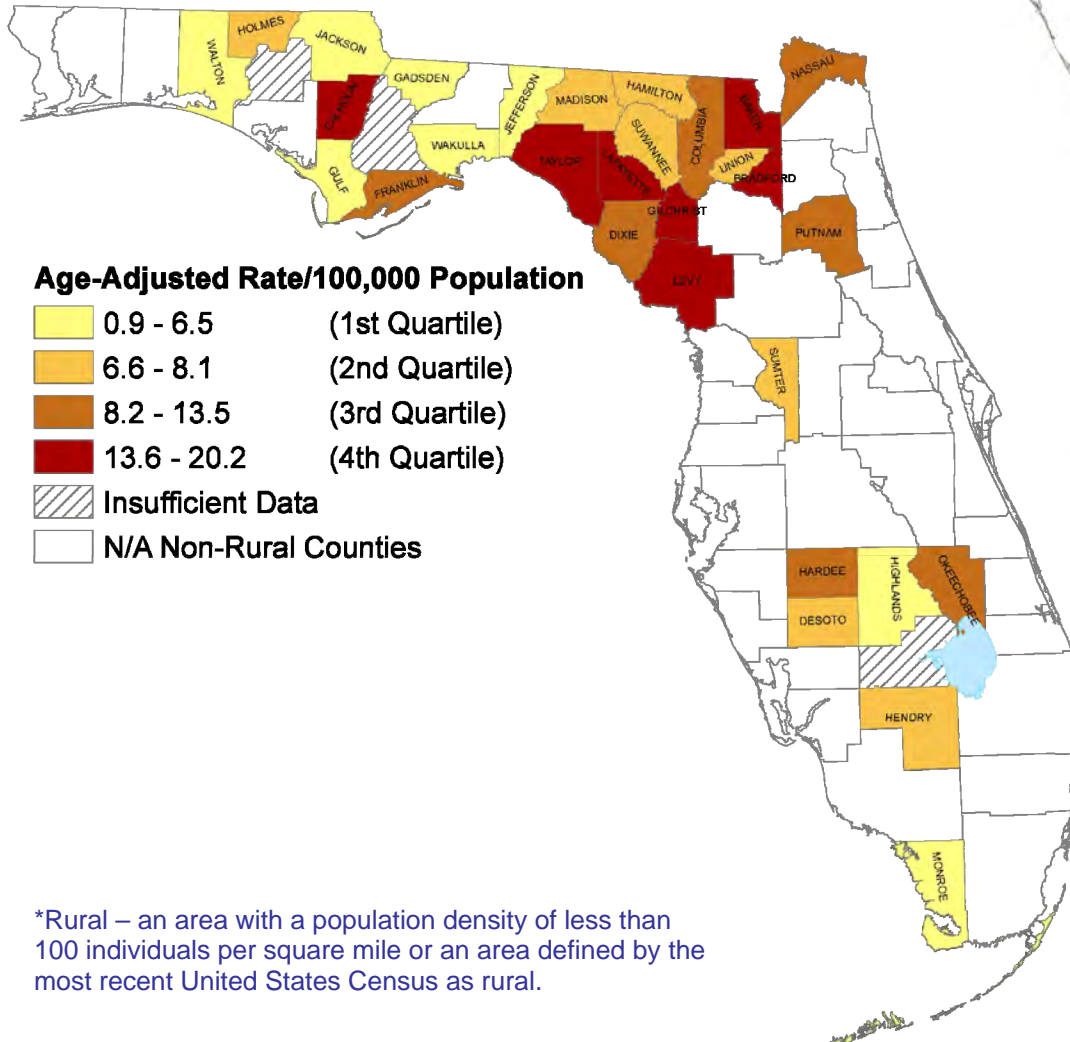 HOLMES
JACKSON
WALTON
GADSDEN
CALHOUN
JEFFERSON
MADISON
HAMILTON
COLUMBIA
BAKER
NASSAU
SUWANNEE
WAKULLA
TAYLOR
LAFAYETTE
UNION
BRADFORD
GULF
FRANKLIN
GILCHRIST
DIXIE
PUTNAM
LEVY
Age-Adjusted Rate/100,000 Population
0.9 - 6.5 (1st Quartile)
6.6 - 8.1 (2nd Quartile)
8.2 - 13.5 (3rd Quartile)
13.6 - 20.2 (4th Quartile)
Insufficient Data
N/A Non-Rural Counties
SUMTER
HARDEE
HIGHLANDS
OKEECHOBEE
DESOTO
HENDRY
MONROE
*Rural – an area with a population density of less than
100 individuals per square mile or an area defined by the
most recent United States Census as rural.